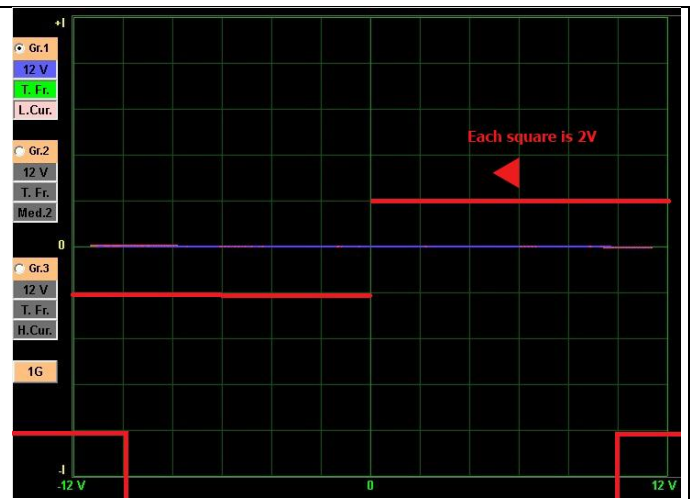 +I
Gr.1
12 V
T. Fr.
L.Cur.
Each square is 2V
Gr.2
12 V
T. Fr.
Med.2
0
Gr.3
12 V
T. Fr.
H.Cur.
1G
-I
-12 V
0
12 V